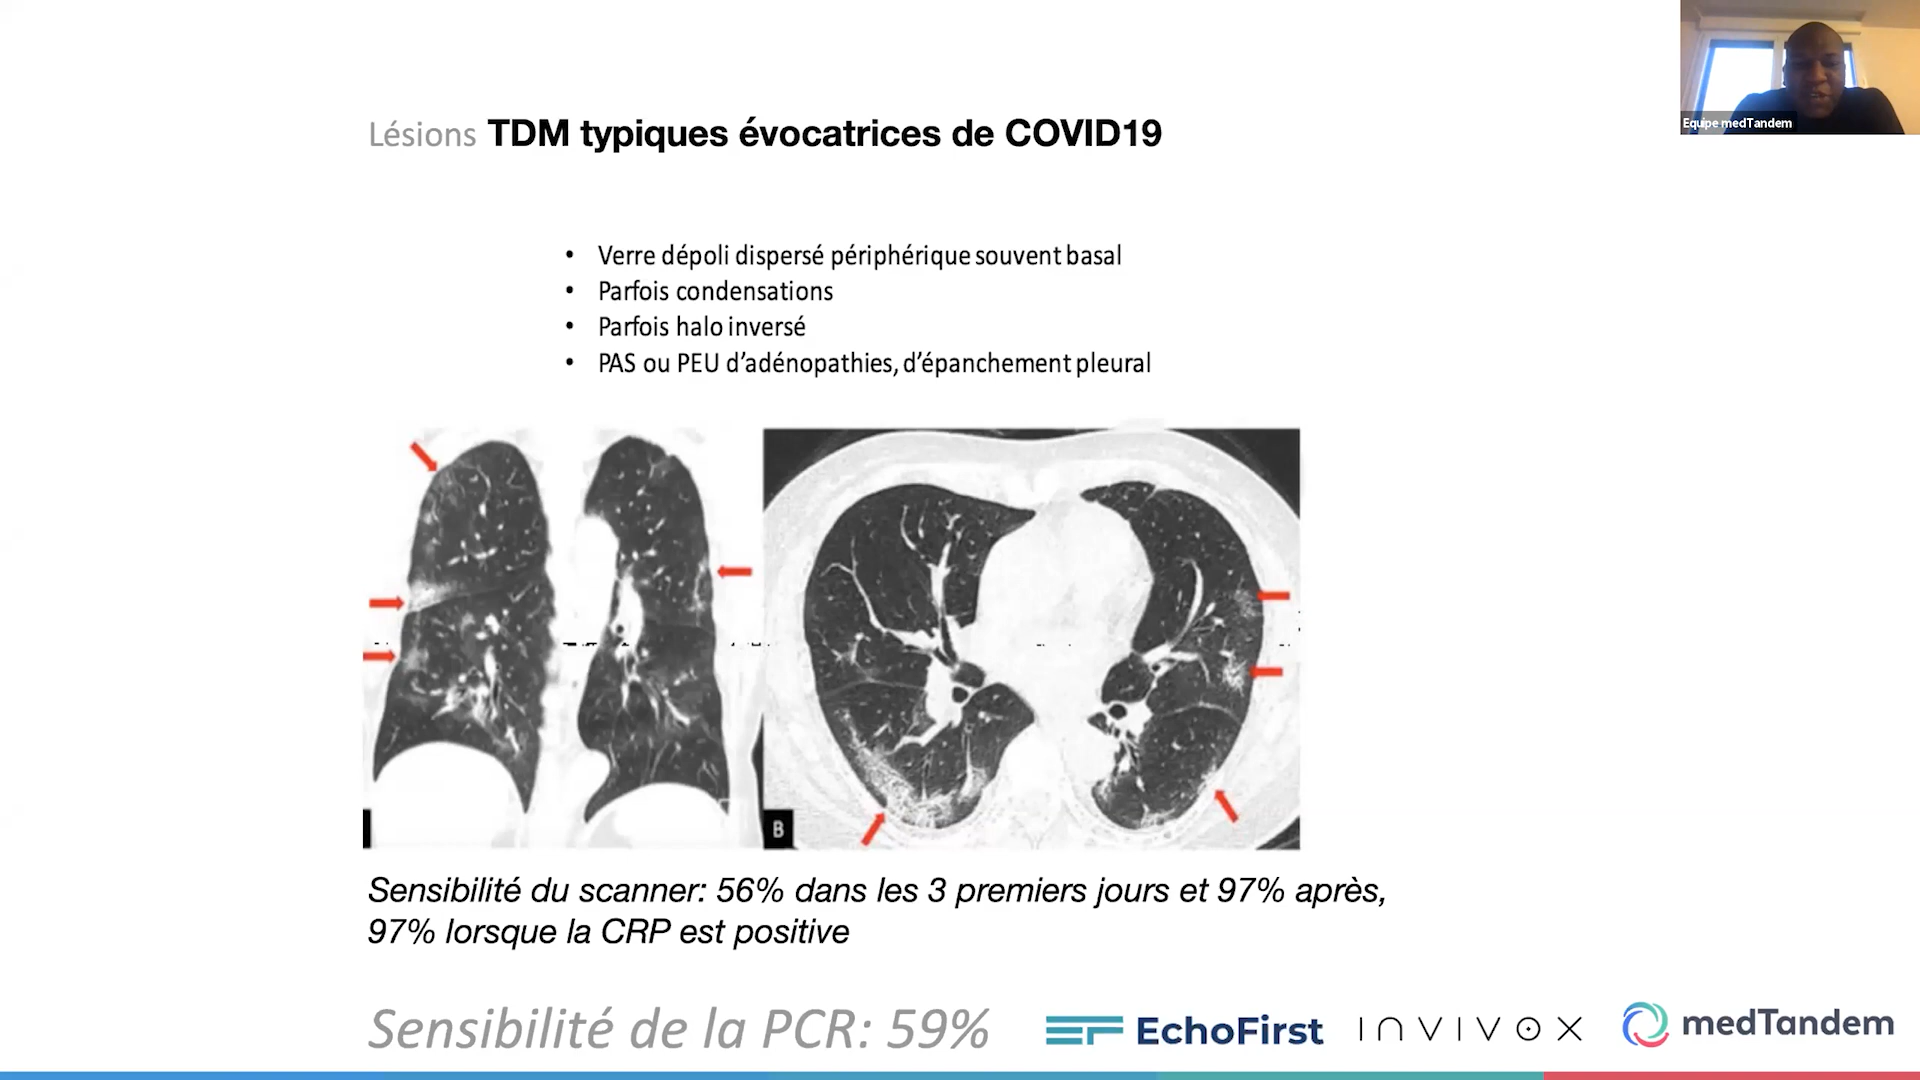 Equipe medTandem
Lésions TDM typiques évocatrices de COVID19
• Verre dépoli dispersé périphérique souvent basal
• Parfois condensations
• Parfois halo inversé
• PAS ou PEU d’adénopathies, d’épanchement pleural
B
Sensibilité du scanner: 56% dans les 3 premiers jours et 97% après,
97% lorsque la CRP est positive
Sensibilité de la PCR: 59%
EchoFirst
INVIVOX
medTandem